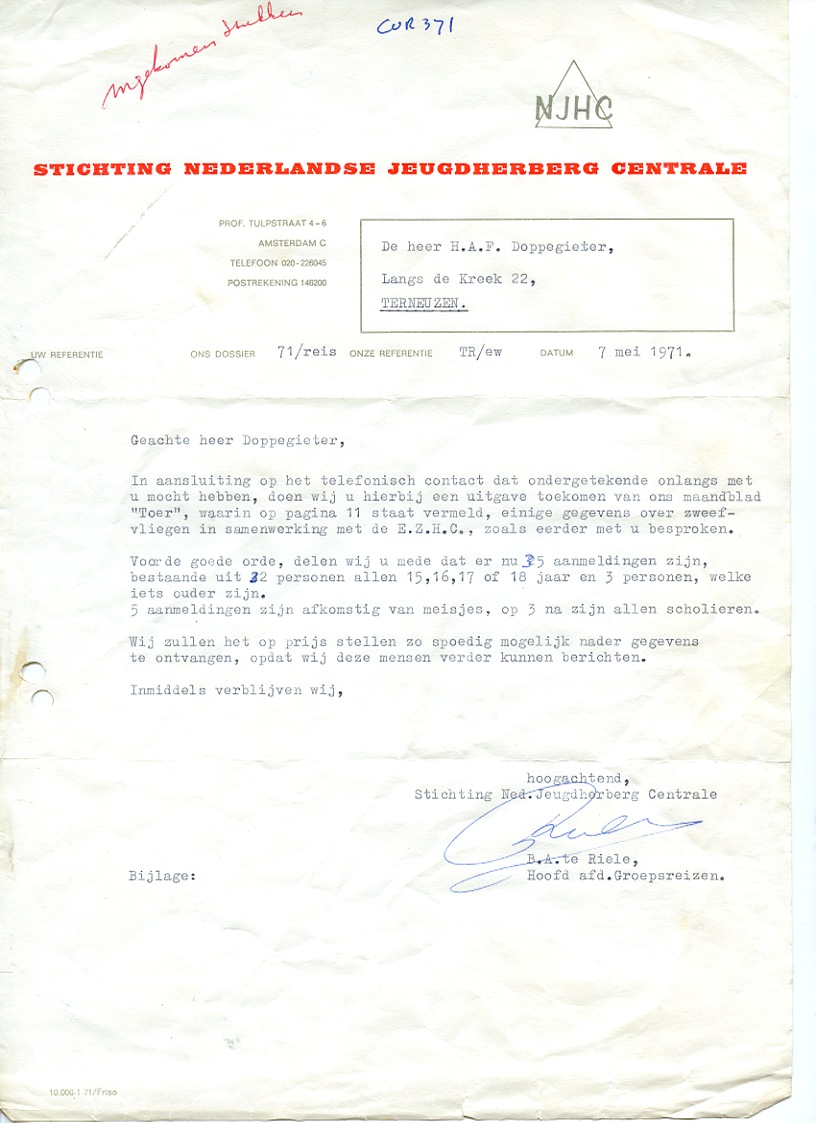 Ingekomen stukken
CUR 371
NJHC
STICHTING NEDERLANDSE JEUGDHERBERG CENTRALE
PROF. TULPSTRAAT 4-6
AMSTERDAM C
TELEFOON 020-226045
POSTREKENING 146200
De heer H.A.F. Doppegieter,
Langs de Kreek 22,
TERNEUZEN.
UW REFERENTIE ONS DOSSIER 71/reis ONZE REFERENTIE TR/ew DATUM 7 mei 1971.
Geachte heer Doppegieter,
In aansluiting op het telefonisch contact dat ondergetekende onlangs met
u mocht hebben, doen wij u hierbij een uitgave toekomen van ons maandblad
"Toer", waarin op pagina 11 staat vermeld, einige gegevens over zweef-
vliegen in samenwerking met de E.Z.H.C., zoals eerder met u besproken.
Voorde goede orde, delen wij u mede dat er nu 35 aanmeldingen zijn,
bestaande uit 32 personen allen 15,16,17 of 18 jaar en 3 personen, welke
iets ouder zijn.
5 aanmeldingen zijn afkomstig van meisjes, op 3 na zijn allen scholieren.
Wij zullen het op prijs stellen zo spoedig mogelijk nader gegevens
te ontvangen, opdat wij deze mensen verder kunnen berichten.
Inmiddels verblijven wij,
hoogachtend,
Stichting Ned.Jeugdherberg Centrale
B.A.te Riele,
Bijlage: Hoofd afd.Groepsreizen.
10.000-1-71/Friso